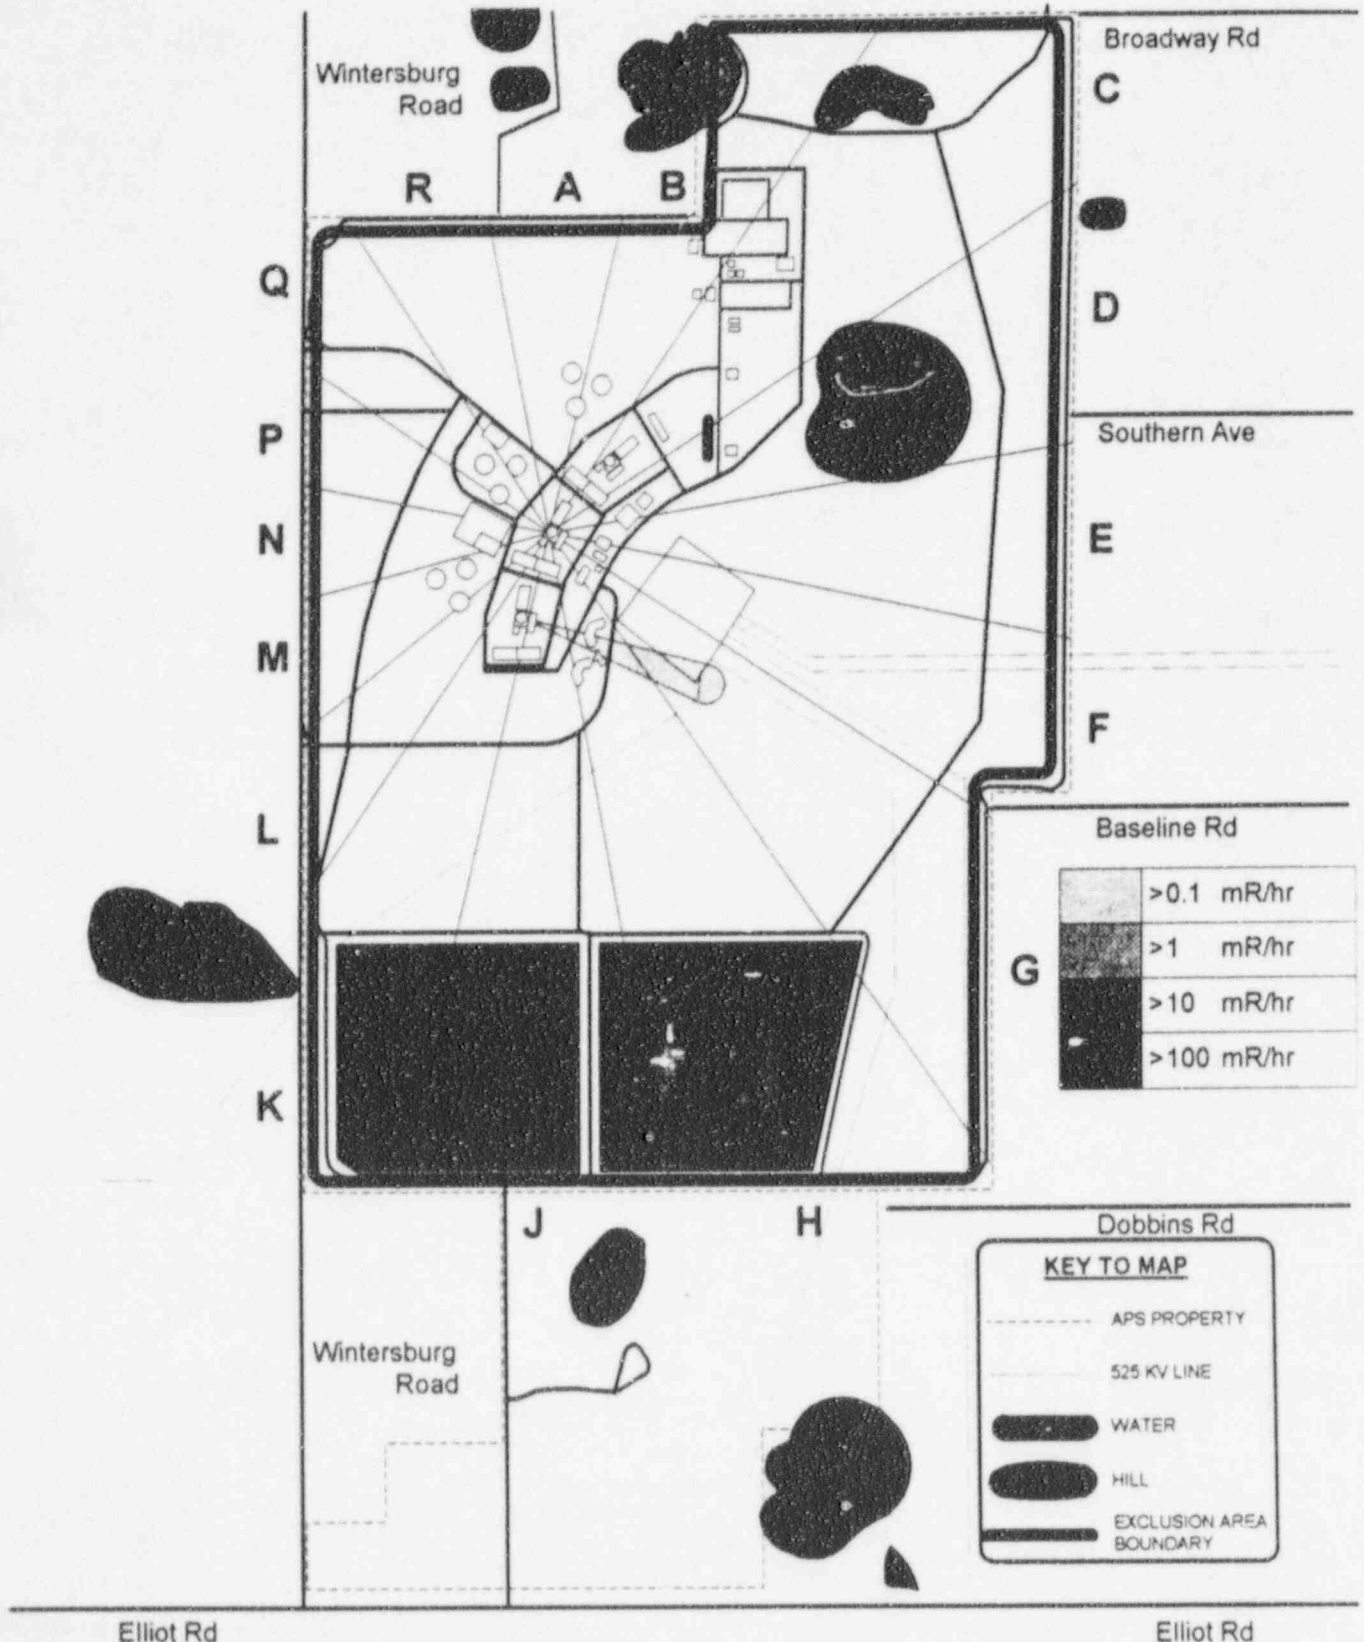 Broadway Rd
Wintersburg
Road
C
R
A
B
Q
D
P
Southern Ave
N
E
M
F
L
Baseline Rd
>0.1 mR/hr
>1 mR/hr
G
>10 mR/hr
>100 mR/hr
K
J
H
Dobbins Rd
KEY TO MAP
APS PROPERTY
525 KV LINE
Wintersburg
Road
WATER
HILL
EXCLUSION AREA
BOUNDARY
Elliot Rd
Elliot Rd